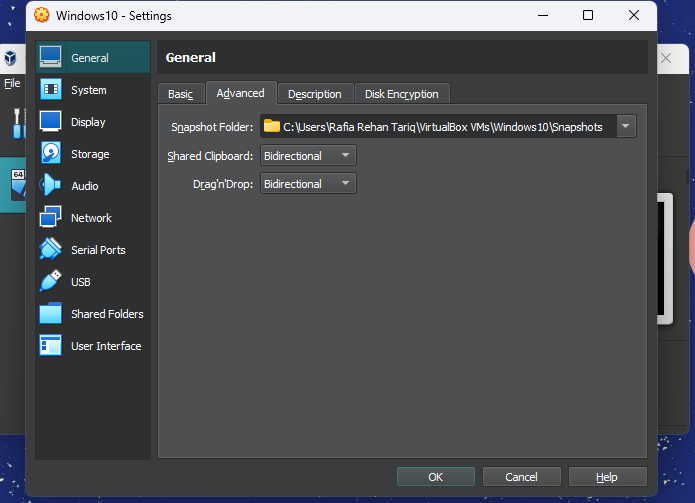 Windows10 - Settings
File
64
General
System
Display
Storage
Audio
Network
Serial Ports
USB
Shared Folders
User Interface
General
Basic
Advanced
Description
Disk Encryption
Snapshot Folder: C:\Users\Rafia Rehan Tariq\VirtualBox VMs\Windows10\Snapshots
Shared Clipboard: Bidirectional
Drag'n'Drop: Bidirectional
OK
Cancel
Help